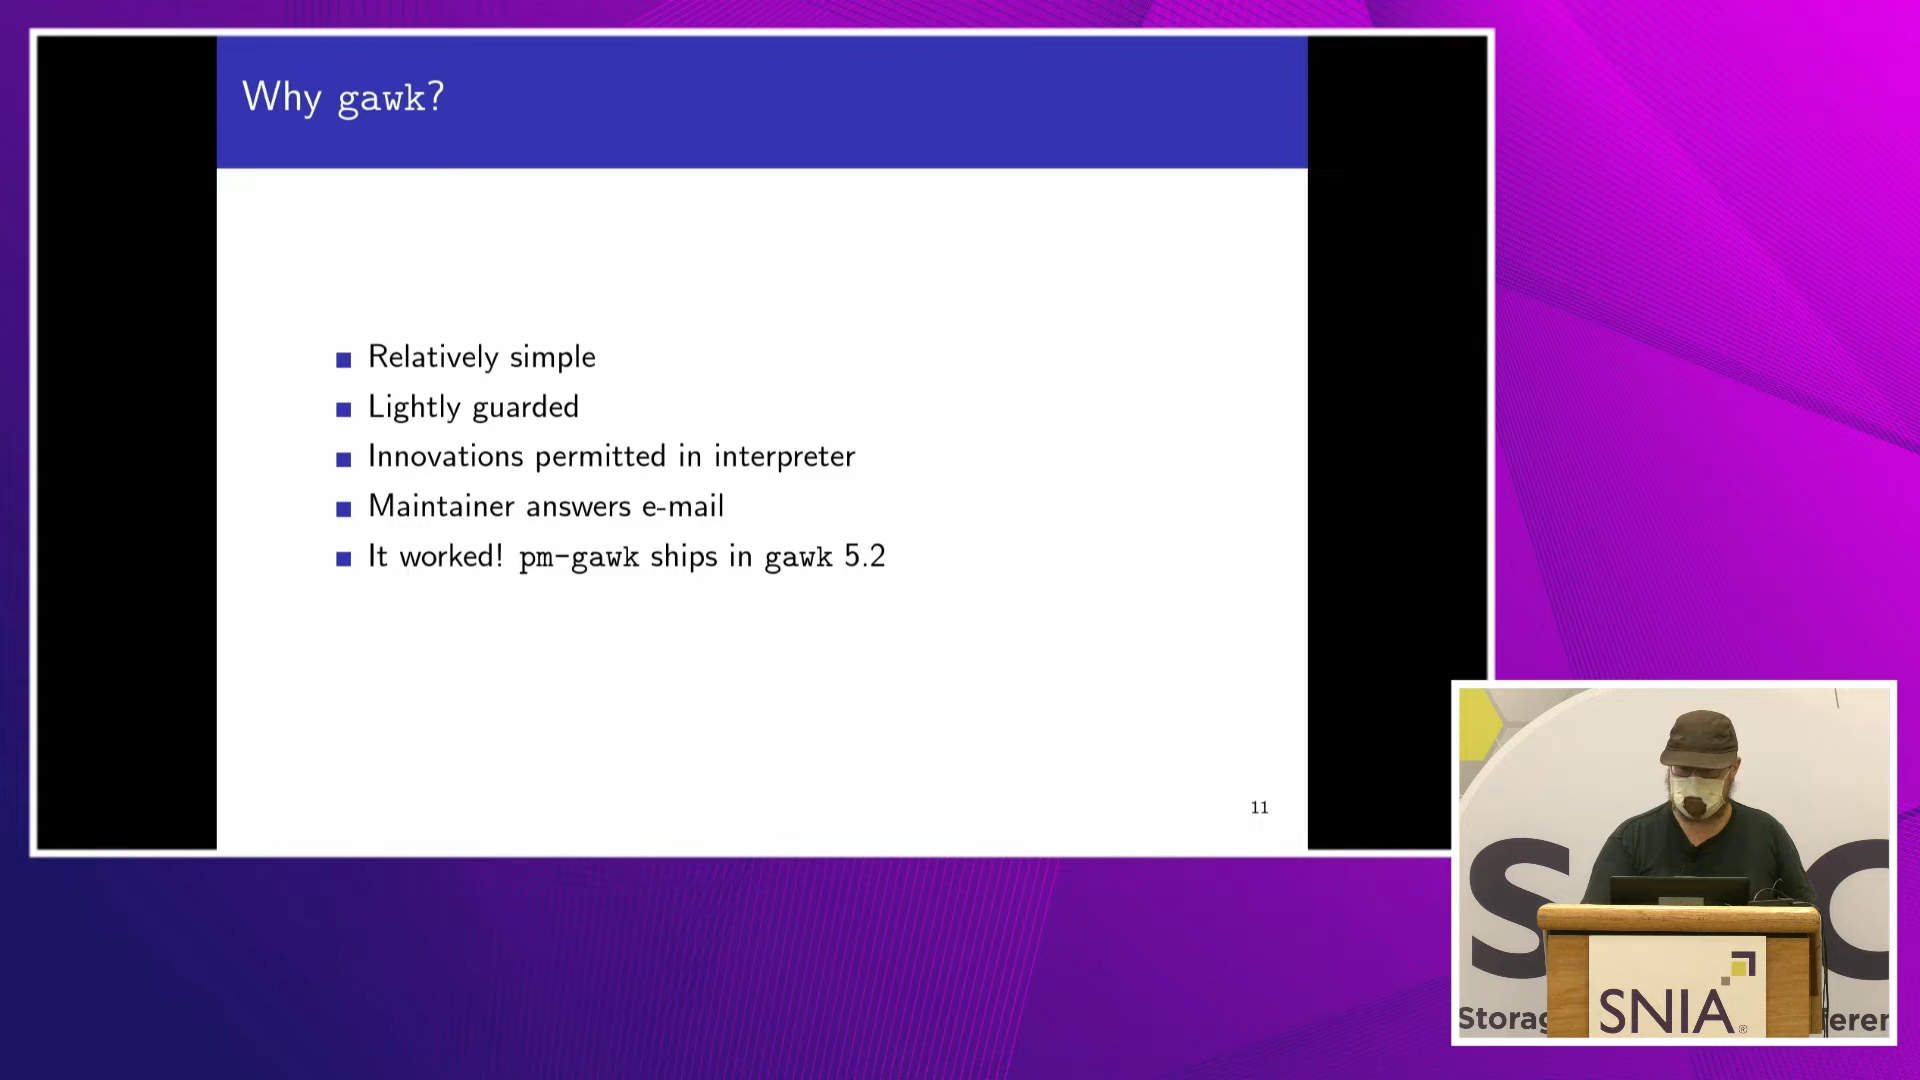 Why gawk?
Relatively simple
Lightly guarded
Innovations permitted in interpreter
Maintainer answers e-mail
It worked! pm-gawk ships in gawk 5.2
11
SNIA®